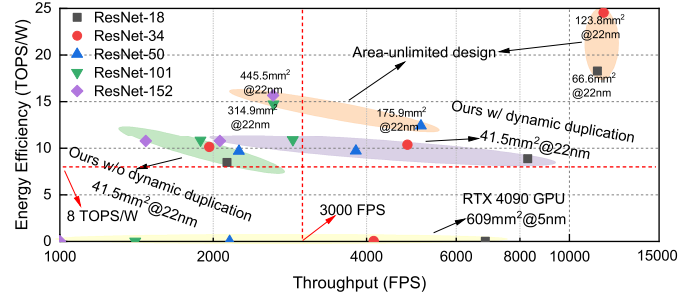 25
20
15
10
5
0
Energy Efficiency (TOPS/W)
ResNet-18
ResNet-34
ResNet-50
ResNet-101
ResNet-152
123.8mm²
@22nm
Area-unlimited design
66.6mm²
@22nm
445.5mm²
@22nm
314.9mm²
@22nm
175.9mm²
@22nm
Ours w/ dynamic duplication
41.5mm²@22nm
Ours w/o dynamic duplication
41.5mm²@22nm
8 TOPS/W
3000 FPS
RTX 4090 GPU
609mm²@5nm
1000 2000 4000 6000 8000 10000 15000
Throughput (FPS)